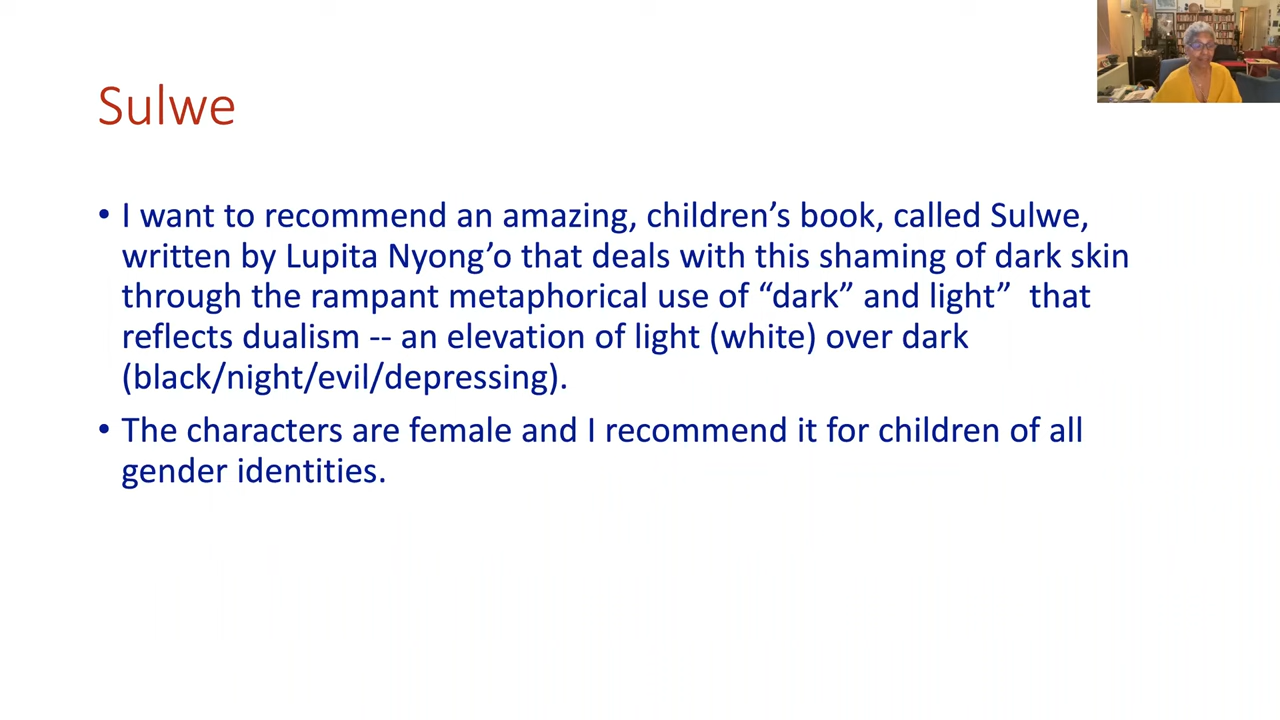 Sulwe
• I want to recommend an amazing, children’s book, called Sulwe,
written by Lupita Nyong’o that deals with this shaming of dark skin
through the rampant metaphorical use of “dark” and light”  that
reflects dualism -- an elevation of light (white) over dark
(black/night/evil/depressing).
• The characters are female and I recommend it for children of all
gender identities.